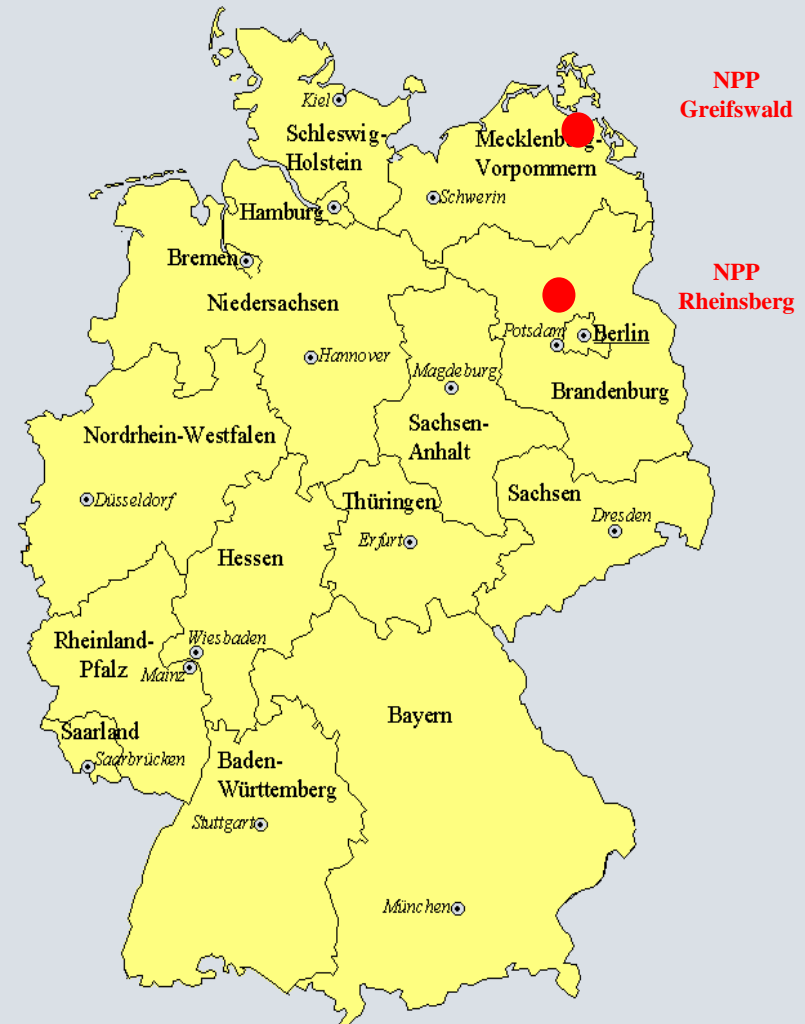 NPP
Greifswald
Kiel
Schleswig-
Holstein
Mecklenburg-
Vorpommern
Schwerin
Hamburg
Bremen
NPP
Rheinsberg
Niedersachsen
Potsdam
Berlin
Hannover
Magdeburg
Brandenburg
Sachsen-
Anhalt
Nordrhein-Westfalen
Düsseldorf
Thüringen
Sachsen
Dresden
Erfurt
Hessen
Rheinland-
Pfalz
Wiesbaden
Mainz
Bayern
Saarland
Saarbrücken
Baden-
Württemberg
Stuttgart
München